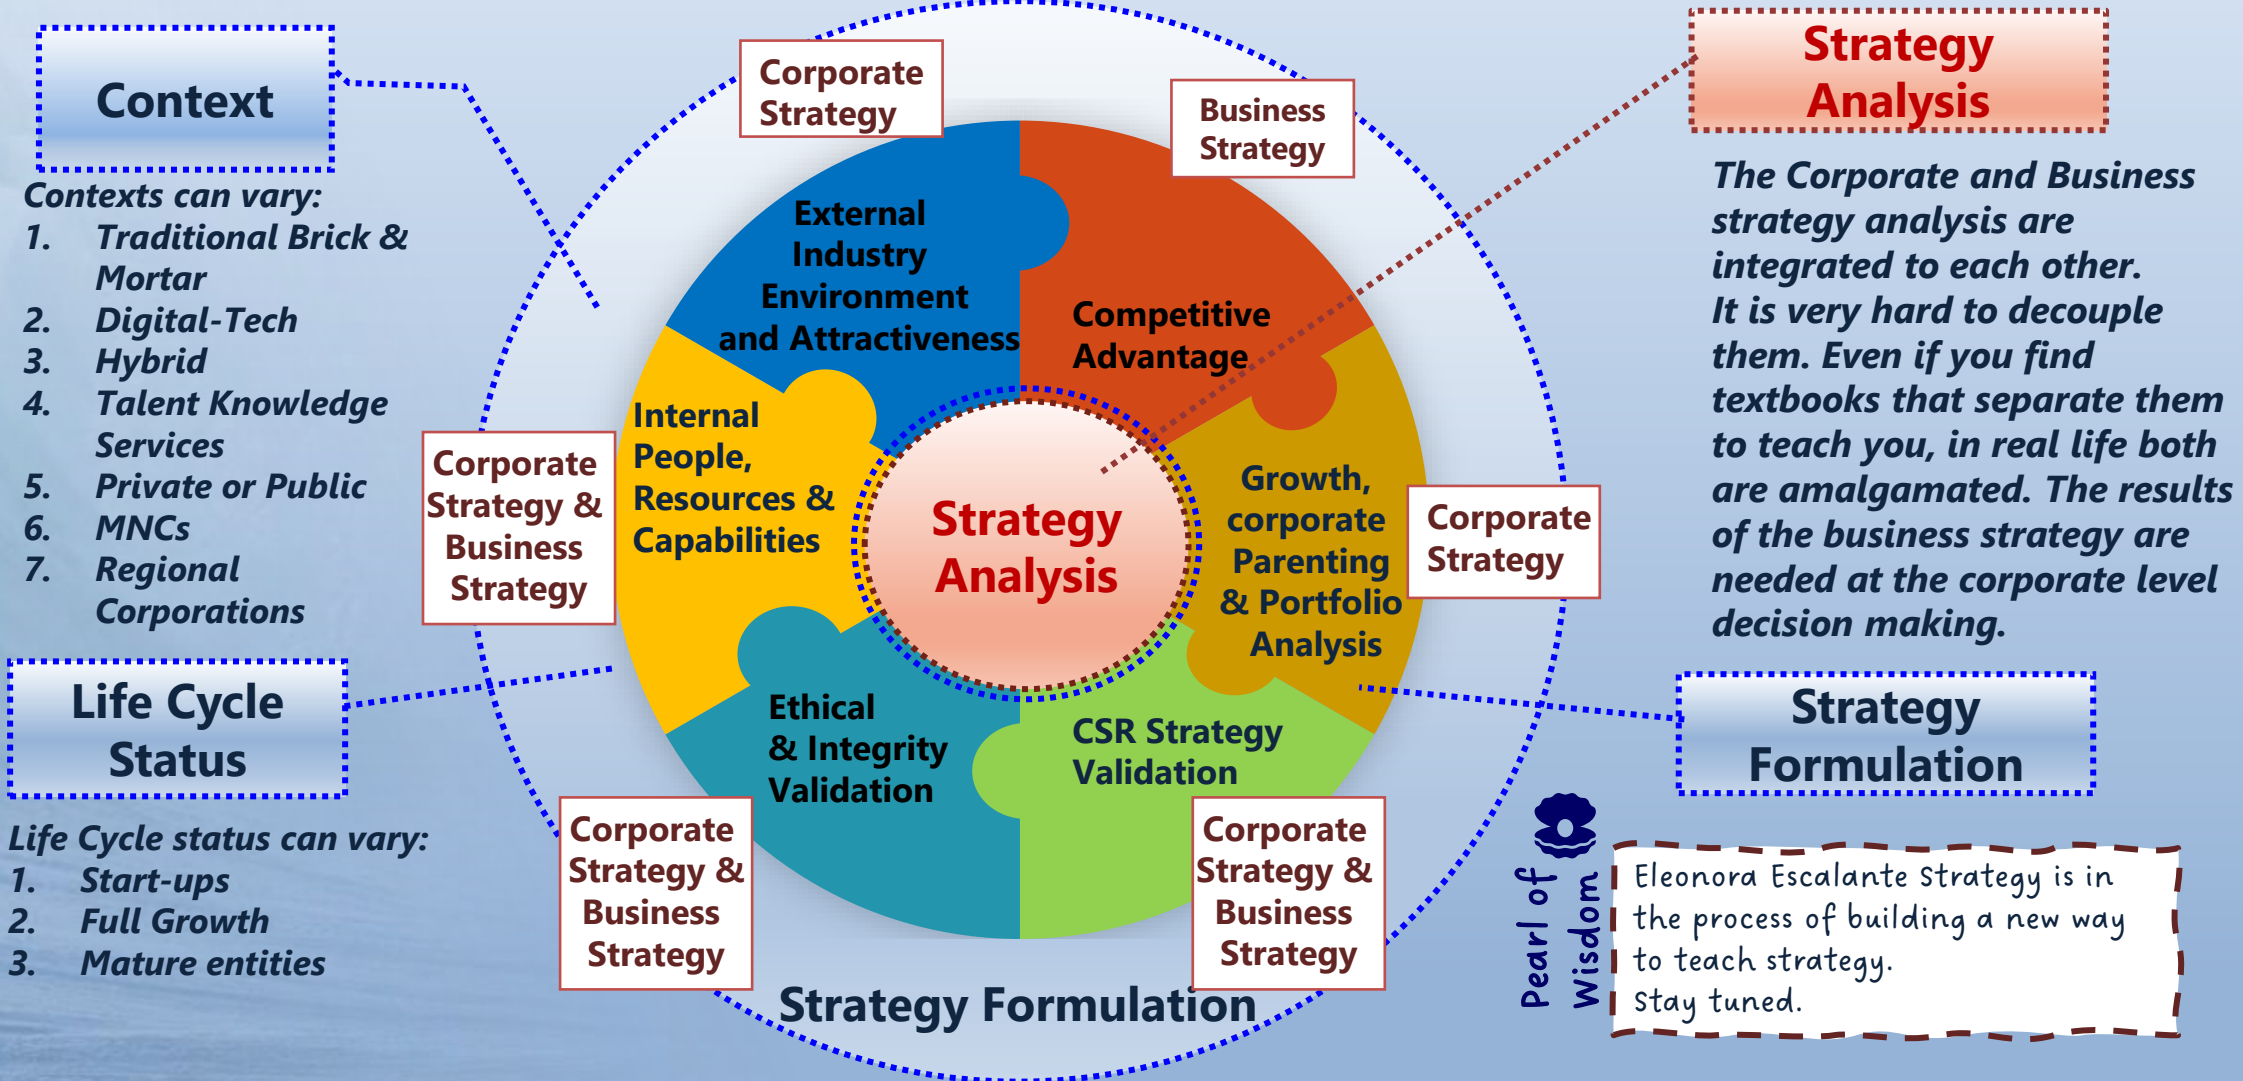 Context
Contexts can vary:
1. Traditional Brick &
Mortar
2. Digital-Tech
3. Hybrid
4. Talent Knowledge
Services
5. Private or Public
6. MNCs
7. Regional
Corporations
Life Cycle
Status
Life Cycle status can vary:
1. Start-ups
2. Full Growth
3. Mature entities
Corporate
Strategy
Business
Strategy
External
Industry
Environment
and Attractiveness
Competitive
Advantage
Internal
People,
Resources &
Capabilities
Corporate
Strategy &
Business
Strategy
Strategy
Analysis
Growth,
corporate
Parenting
& Portfolio
Analysis
Corporate
Strategy
Ethical
& Integrity
Validation
CSR Strategy
Validation
Corporate
Strategy &
Business
Strategy
Corporate
Strategy &
Business
Strategy
Strategy Formulation
Strategy
Analysis
The Corporate and Business
strategy analysis are
integrated to each other.
It is very hard to decouple
them. Even if you find
textbooks that separate them
to teach you, in real life both
are amalgamated. The results
of the business strategy are
needed at the corporate level
decision making.
Strategy
Formulation
Pearl of
Wisdom
Eleonora Escalante Strategy is in
the process of building a new way
to teach strategy.
Stay tuned.